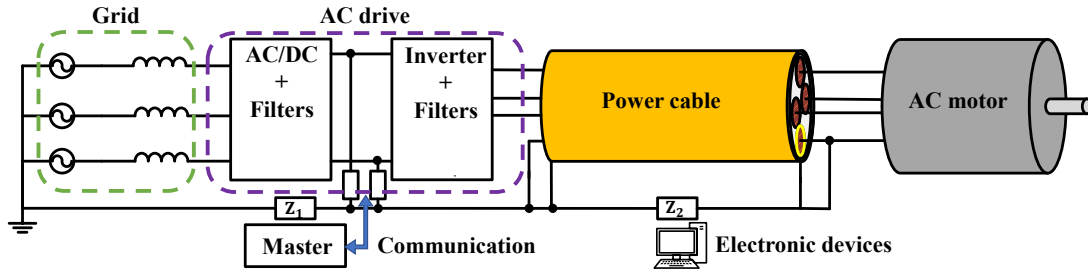 Grid
AC drive
AC/DC
+
Filters
Inverter
+
Filters
Power cable
AC motor
Z₁
Z₂
Master
Communication
Electronic devices